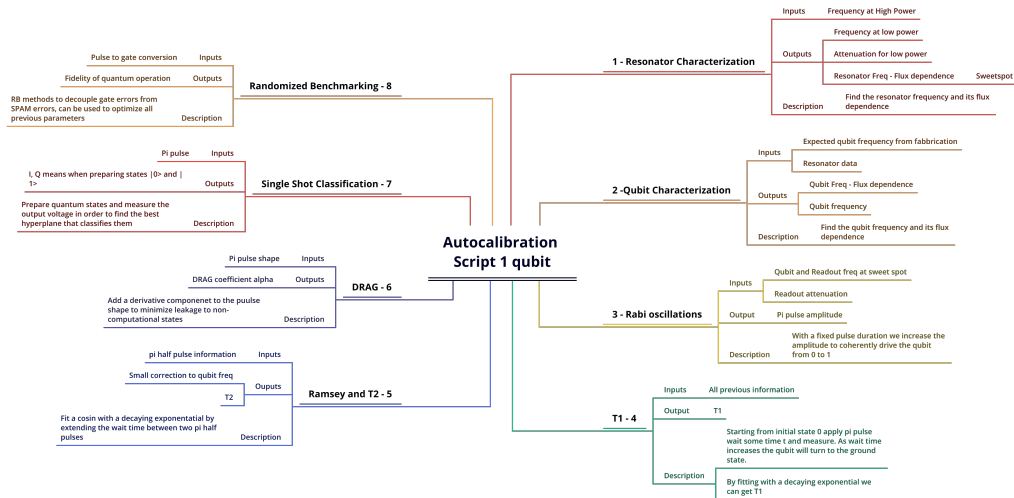 Autocalibration
Script 1 qubit
1 - Resonator Characterization
Inputs
Frequency at High Power
Outputs
Frequency at low power
Attenuation for low power
Resonator Freq - Flux dependence
Sweetspot
Description
Find the resonator frequency and its flux
dependence
2 -Qubit Characterization
Inputs
Expected qubit frequency from fabbrication
Resonator data
Outputs
Qubit Freq - Flux dependence
Qubit frequency
Description
Find the qubit frequency and its flux
dependence
3 - Rabi oscillations
Inputs
Qubit and Readout freq at sweet spot
Readout attenuation
Output
Pi pulse amplitude
Description
With a fixed pulse duration we increase the
amplitude to coherently drive the qubit
from 0 to 1
T1 - 4
Inputs
All previous information
Output
T1
Description
Starting from initial state 0 apply pi pulse
wait some time t and measure. As wait time
increases the qubit will turn to the ground
state.
By fitting with a decaying exponential we
can get T1
Ramsey and T2 - 5
Inputs
pi half pulse information
Ouputs
Small correction to qubit freq
T2
Description
Fit a cosin with a decaying exponentatial by
extending the wait time between two pi half
pulses
DRAG - 6
Inputs
Pi pulse shape
Outputs
DRAG coefficient alpha
Description
Add a derivative componenet to the puulse
shape to minimize leakage to non-
computational states
Single Shot Classification - 7
Inputs
Pi pulse
Outputs
I, Q means when preparing states |0> and |
1>
Description
Prepare quantum states and measure the
output voltage in order to find the best
hyperplane that classifies them
Randomized Benchmarking - 8
Inputs
Pulse to gate conversion
Outputs
Fidelity of quantum operation
Description
RB methods to decouple gate errors from
SPAM errors, can be used to optimize all
previous parameters